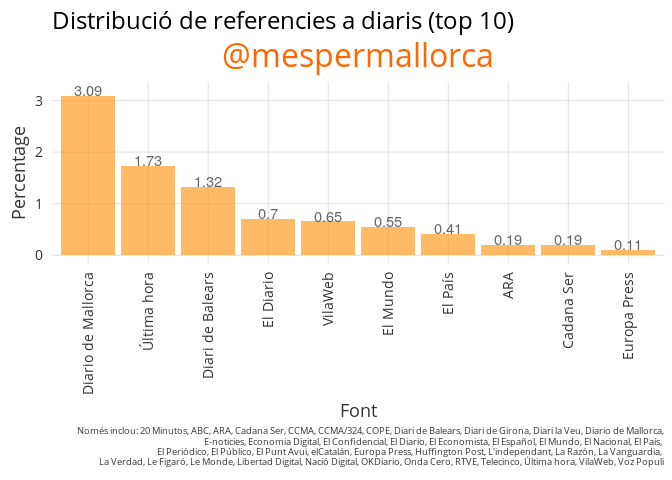 Distribució de referencies a diaris (top 10)
@mespermallorca
Percentage
3
2
1
0
3.09
1.73
1.32
0.7
0.65
0.55
0.41
0.19
0.19
0.11
Diario de Mallorca
Última hora
Diari de Balears
El Diario
VilaWeb
El Mundo
El País
ARA
Cadana Ser
Europa Press
Font
Només inclou: 20 Minutos, ABC, ARA, Cadana Ser, CCMA, CCMA/324, COPE, Diari de Balears, Diari de Girona, Diari la Veu, Diario de Mallorca,
E-noticies, Economia Digital, El Confidencial, El Diario, El Economista, El Español, El Mundo, El Nacional, El País,
El Periódico, El Público, El Punt Avui, elCatalán, Europa Press, Huffington Post, L'independant, La Razón, La Vanguardia,
La Verdad, Le Figaró, Le Monde, Libertad Digital, Nació Digital, OKDiario, Onda Cero, RTVE, Telecinco, Última hora, VilaWeb, Voz Populi